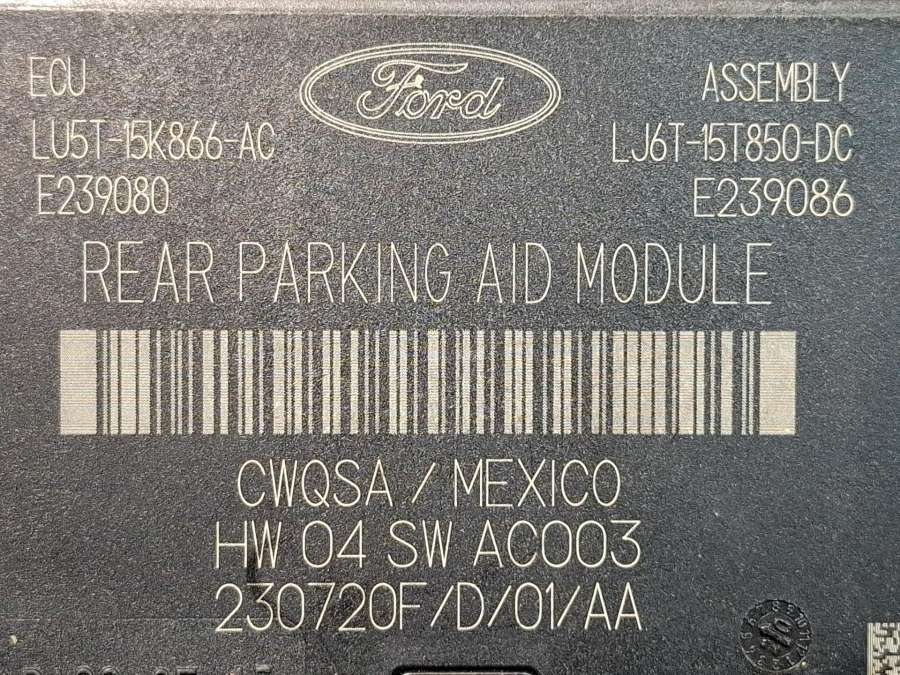 ECU
Ford
ASSEMBLY
LU5T-15K866-AC
LJ6T-15T850-DC
E239080
E239086
REAR PARKING AID MODULE
CWQSA / MEXICO
HW 04 SW AC003
230720F/D/01/AA